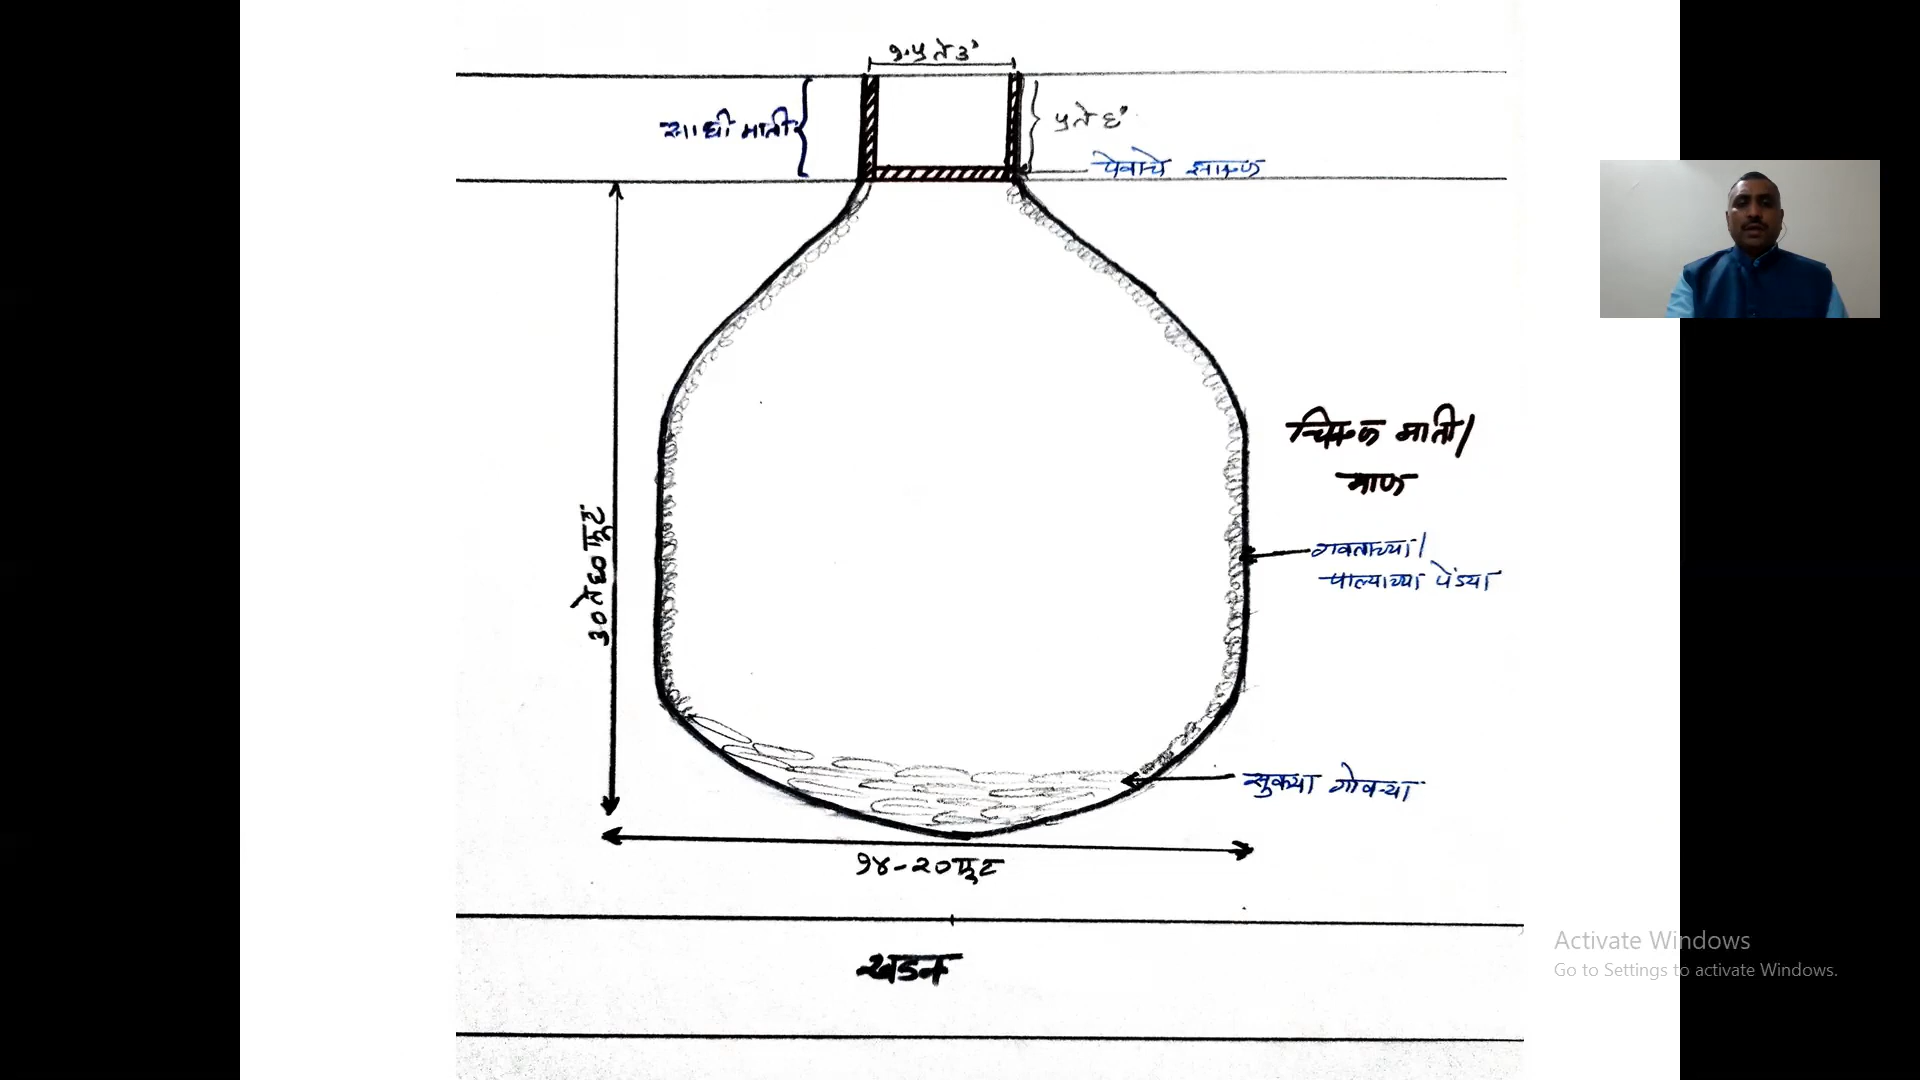 १.५ ते ३'
साधी माती
५ ते ६'
पेवाचे झाकण
चिकण माती/
माण
३० ते ६० फूट
गवताच्या/
पाल्याच्या पेंडया
सुकया गोवऱ्या
१४-२० फूट
खडक
Activate Windows
Go to Settings to activate Windows.